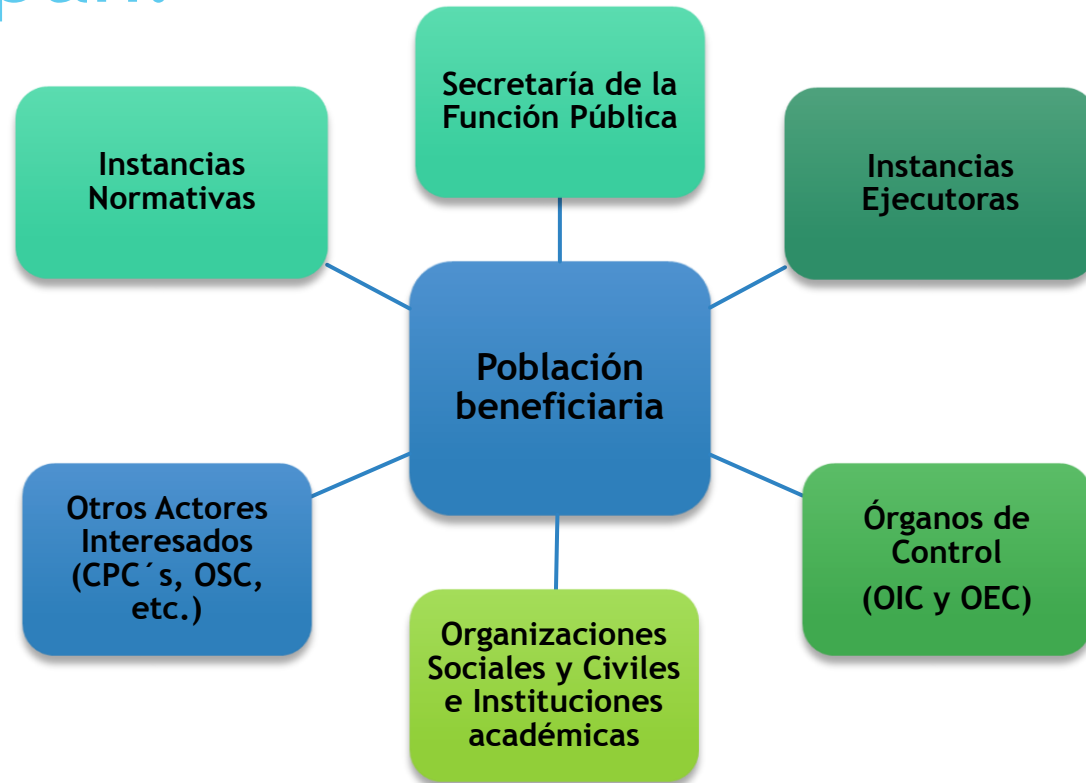 Secretaría de la
Función Pública
Instancias
Normativas
Instancias
Ejecutoras
Población
beneficiaria
Otros Actores
Interesados
(CPC´s, OSC,
etc.)
Órganos de
Control
(OIC y OEC)
Organizaciones
Sociales y Civiles
e Instituciones
académicas